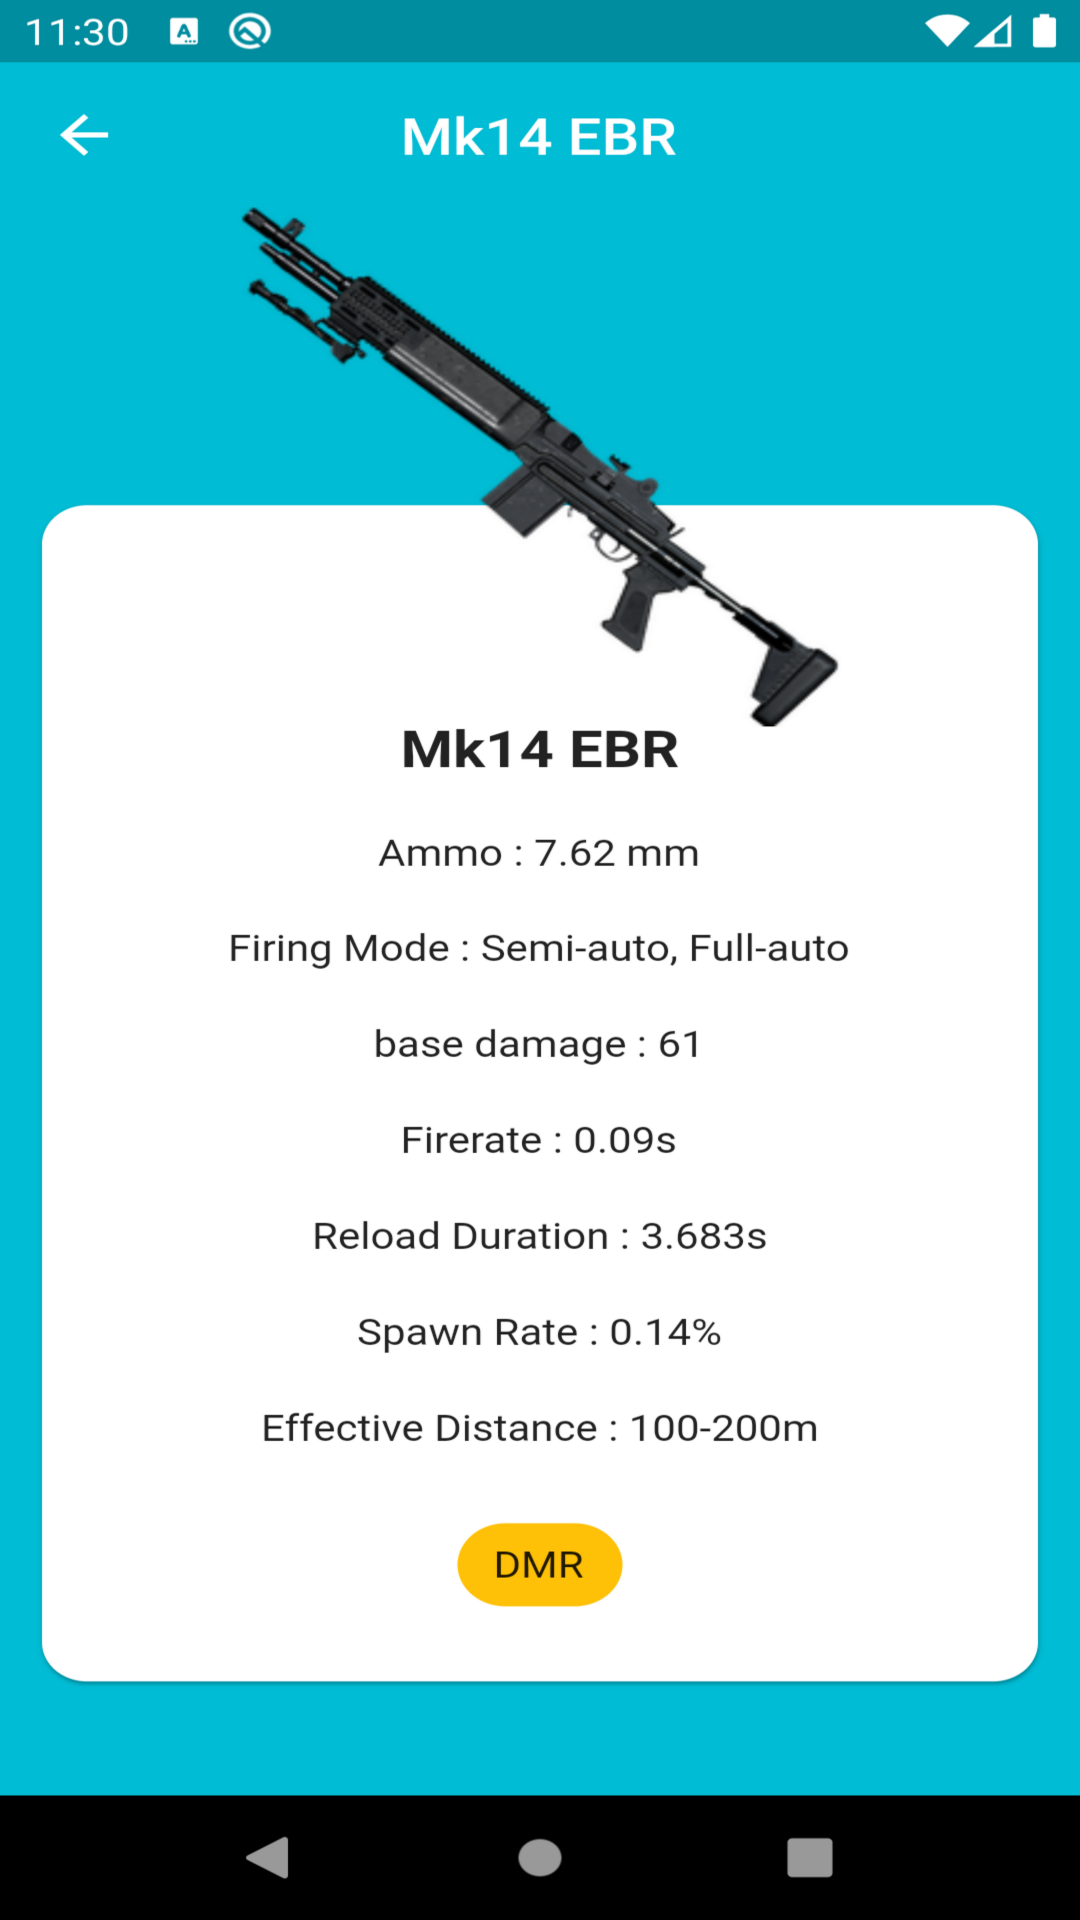 11:30
Mk14 EBR
Mk14 EBR
Ammo : 7.62 mm
Firing Mode : Semi-auto, Full-auto
base damage : 61
Firerate : 0.09s
Reload Duration : 3.683s
Spawn Rate : 0.14%
Effective Distance : 100-200m
DMR